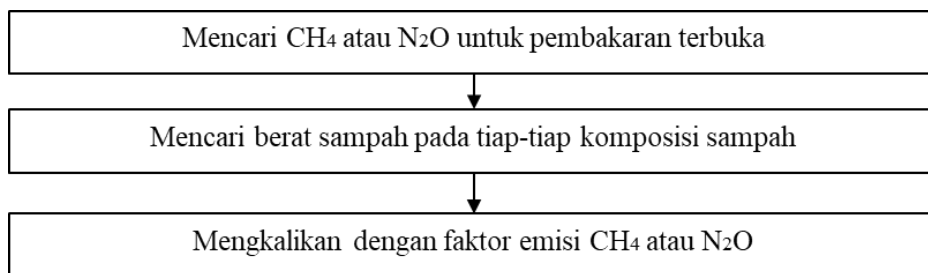 Mencari CH4 atau N2O untuk pembakaran terbuka
Mencari berat sampah pada tiap-tiap komposisi sampah
Mengkalikan dengan faktor emisi CH4 atau N2O